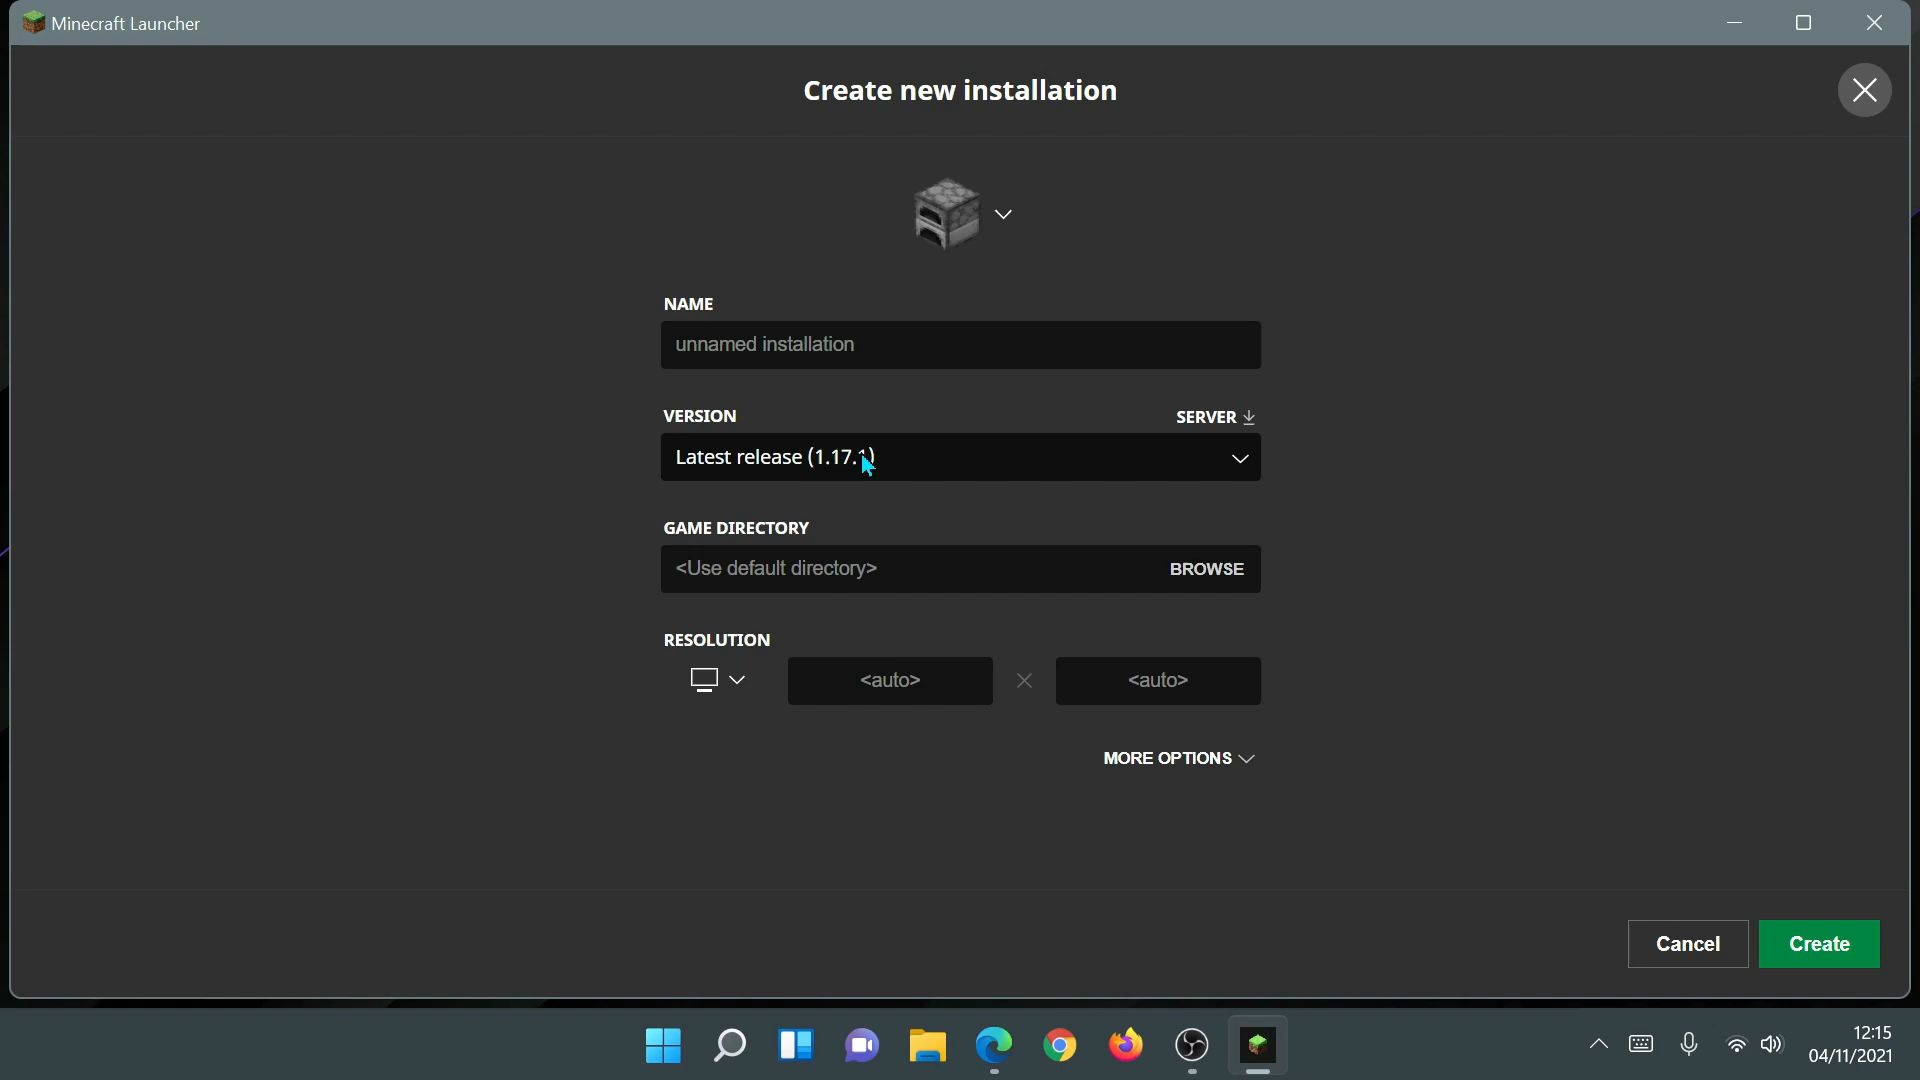 Minecraft Launcher
Create new installation
NAME
unnamed installation
VERSION
SERVER
Latest release (1.17.1)
GAME DIRECTORY
<Use default directory>
BROWSE
RESOLUTION
<auto>
<auto>
MORE OPTIONS
Cancel
Create
12:15
04/11/2021